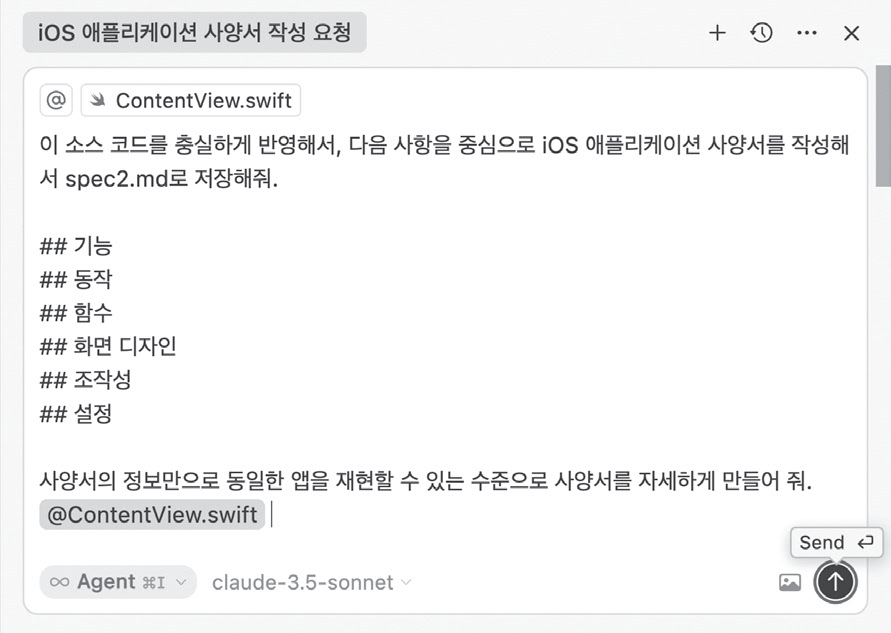 iOS 애플리케이션 사양서 작성 요청
@ ContentView.swift
이 소스 코드를 충실하게 반영해서, 다음 사항을 중심으로 iOS 애플리케이션 사양서를 작성해
서 spec2.md로 저장해줘.
## 기능
## 동작
## 함수
## 화면 디자인
## 조작성
## 설정
사양서의 정보만으로 동일한 앱을 재현할 수 있는 수준으로 사양서를 자세하게 만들어 줘.
@ContentView.swift
Send
∞ Agent ⌘I claude-3.5-sonnet